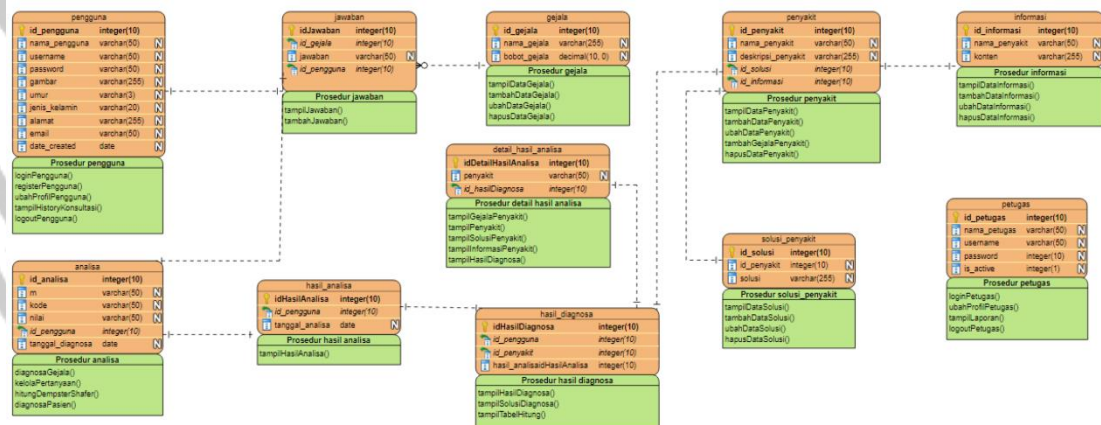 pengguna
id_pengguna integer(10)
nama_pengguna varchar(50) N
username varchar(50) N
password varchar(50) N
gambar varchar(255) N
umur varchar(3) N
jenis_kelamin varchar(20) N
alamat varchar(255) N
email varchar(50) N
date_created date N
Prosedur pengguna
loginPengguna()
registerPengguna()
ubahProfilPengguna()
tampilHistoryKonsultasi()
logoutPengguna()
jawaban
idJawaban integer(10)
id_gejala integer(10)
jawaban varchar(50) N
id_pengguna integer(10)
Prosedur jawaban
tampilJawaban()
tambahJawaban()
gejala
id_gejala integer(10)
nama_gejala varchar(255) N
bobot_gejala decimal(10, 0) N
Prosedur gejala
tampilDataGejala()
tambahDataGejala()
ubahDataGejala()
hapusDataGejala()
penyakit
id_penyakit integer(10)
nama_penyakit varchar(50) N
deskripsi_penyakit varchar(255) N
id_solusi integer(10)
id_informasi integer(10)
Prosedur penyakit
tampilDataPenyakit()
tambahDataPenyakit()
ubahDataPenyakit()
tambahGejalaPenyakit()
hapusDataPenyakit()
informasi
id_informasi integer(10)
nama_penyakit varchar(50) N
konten varchar(255) N
Prosedur informasi
tampilDataInformasi()
tambahDataInformasi()
ubahDataInformasi()
hapusDataInformasi()
detail_hasil_analisa
idDetailHasilAnalisa integer(10)
penyakit varchar(50) N
id_hasilDiagnosa integer(10)
Prosedur detail hasil analisa
tampilGejalaPenyakit()
tampilPenyakit()
tampilSolusiPenyakit()
tampilInformasiPenyakit()
tampilHasilDiagnosa()
petugas
id_petugas integer(10)
nama_petugas varchar(50) N
username varchar(50) N
password integer(10) N
is_active integer(1) N
Prosedur petugas
loginPetugas()
ubahProfilPetugas()
tampilLaporan()
logoutPetugas()
solusi_penyakit
id_solusi integer(10)
id_penyakit integer(10) N
solusi varchar(255) N
Prosedur solusi_penyakit
tampilDataSolusi()
tambahDataSolusi()
ubahDataSolusi()
hapusDataSolusi()
analisa
id_analisa integer(10)
m varchar(50) N
kode varchar(50) N
nilai varchar(50) N
id_pengguna integer(10)
tanggal_diagnosa date N
Prosedur analisa
diagnosaGejala()
kelolaPertanyaan()
hitungDempsterShafer()
diagnosaPasien()
hasil_analisa
idHasilAnalisa integer(10)
id_pengguna integer(10)
tanggal_analisa date N
Prosedur hasil analisa
tampilHasilAnalisa()
hasil_diagnosa
idHasilDiagnosa integer(10)
id_pengguna integer(10)
id_penyakit integer(10)
hasil_analisaidHasilAnalisa integer(10)
Prosedur hasil diagnosa
tampilHasilDiagnosa()
tampilSolusiDiagnosa()
tampilTabelHitung()